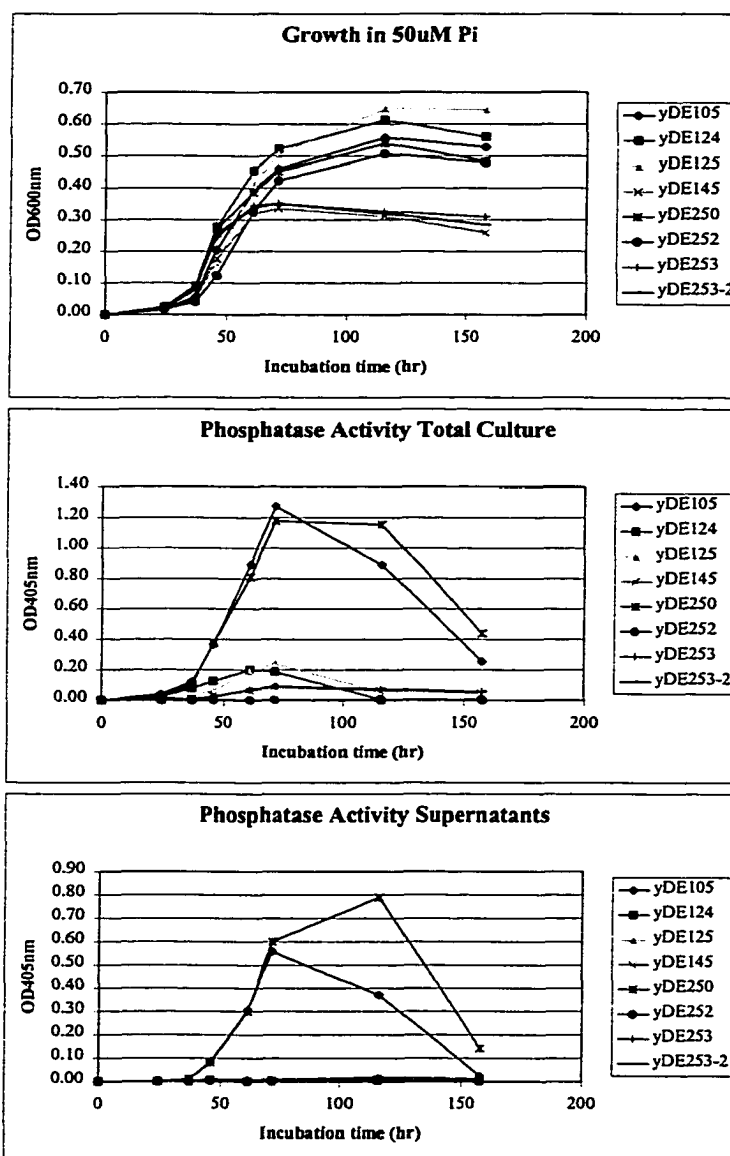 Growth in 50uM Pi
0.70
0.60
0.50
0.40
0.30
0.20
0.10
0.00
OD600nm
0 50 100 150 200
Incubation time (hr)
yDE105
yDE124
yDE125
yDE145
yDE250
yDE252
yDE253
yDE253-2
Phosphatase Activity Total Culture
1.40
1.20
1.00
0.80
0.60
0.40
0.20
0.00
OD405nm
0 50 100 150 200
Incubation time (hr)
yDE105
yDE124
yDE125
yDE145
yDE250
yDE252
yDE253
yDE253-2
Phosphatase Activity Supernatants
0.90
0.80
0.70
0.60
0.50
0.40
0.30
0.20
0.10
0.00
OD405nm
0 50 100 150 200
Incubation time (hr)
yDE105
yDE124
yDE125
yDE145
yDE250
yDE252
yDE253
yDE253-2